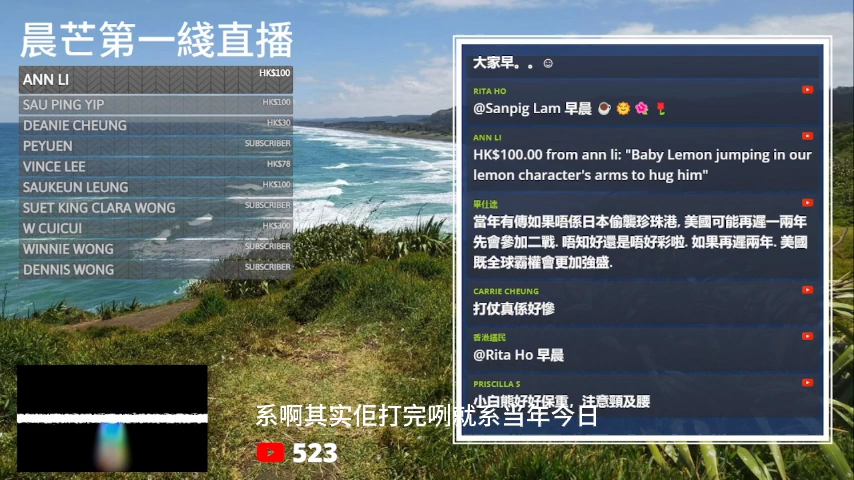 晨芒第一綫直播
ANN LI HK$100
SAU PING YIP HK$100
DEANIE CHEUNG HK$30
PEYUEN SUBSCRIBER
VINCE LEE HK$78
SAUKEUN LEUNG HK$100
SUET KING CLARA WONG SUBSCRIBER
W CUICUI HK$300
WINNIE WONG SUBSCRIBER
DENNIS WONG SUBSCRIBER
大家早。。☺
RITA HO
@Sanpig Lam 早晨 ☕ 🌞 🌺 🌷
ANN LI
HK$100.00 from ann li: "Baby Lemon jumping in our
lemon character's arms to hug him"
畢仕達
當年有傳如果唔係日本偷襲珍珠港, 美國可能再遲一兩年
先會參加二戰. 唔知好還是唔好彩啦. 如果再遲兩年. 美國
既全球霸權會更加強盛.
CARRIE CHEUNG
打仗真係好慘
@Rita Ho 早晨
PRISCILLA S
小白熊好好保重，注意頸及腰
系啊其实佢打完咧就系当年今日
523